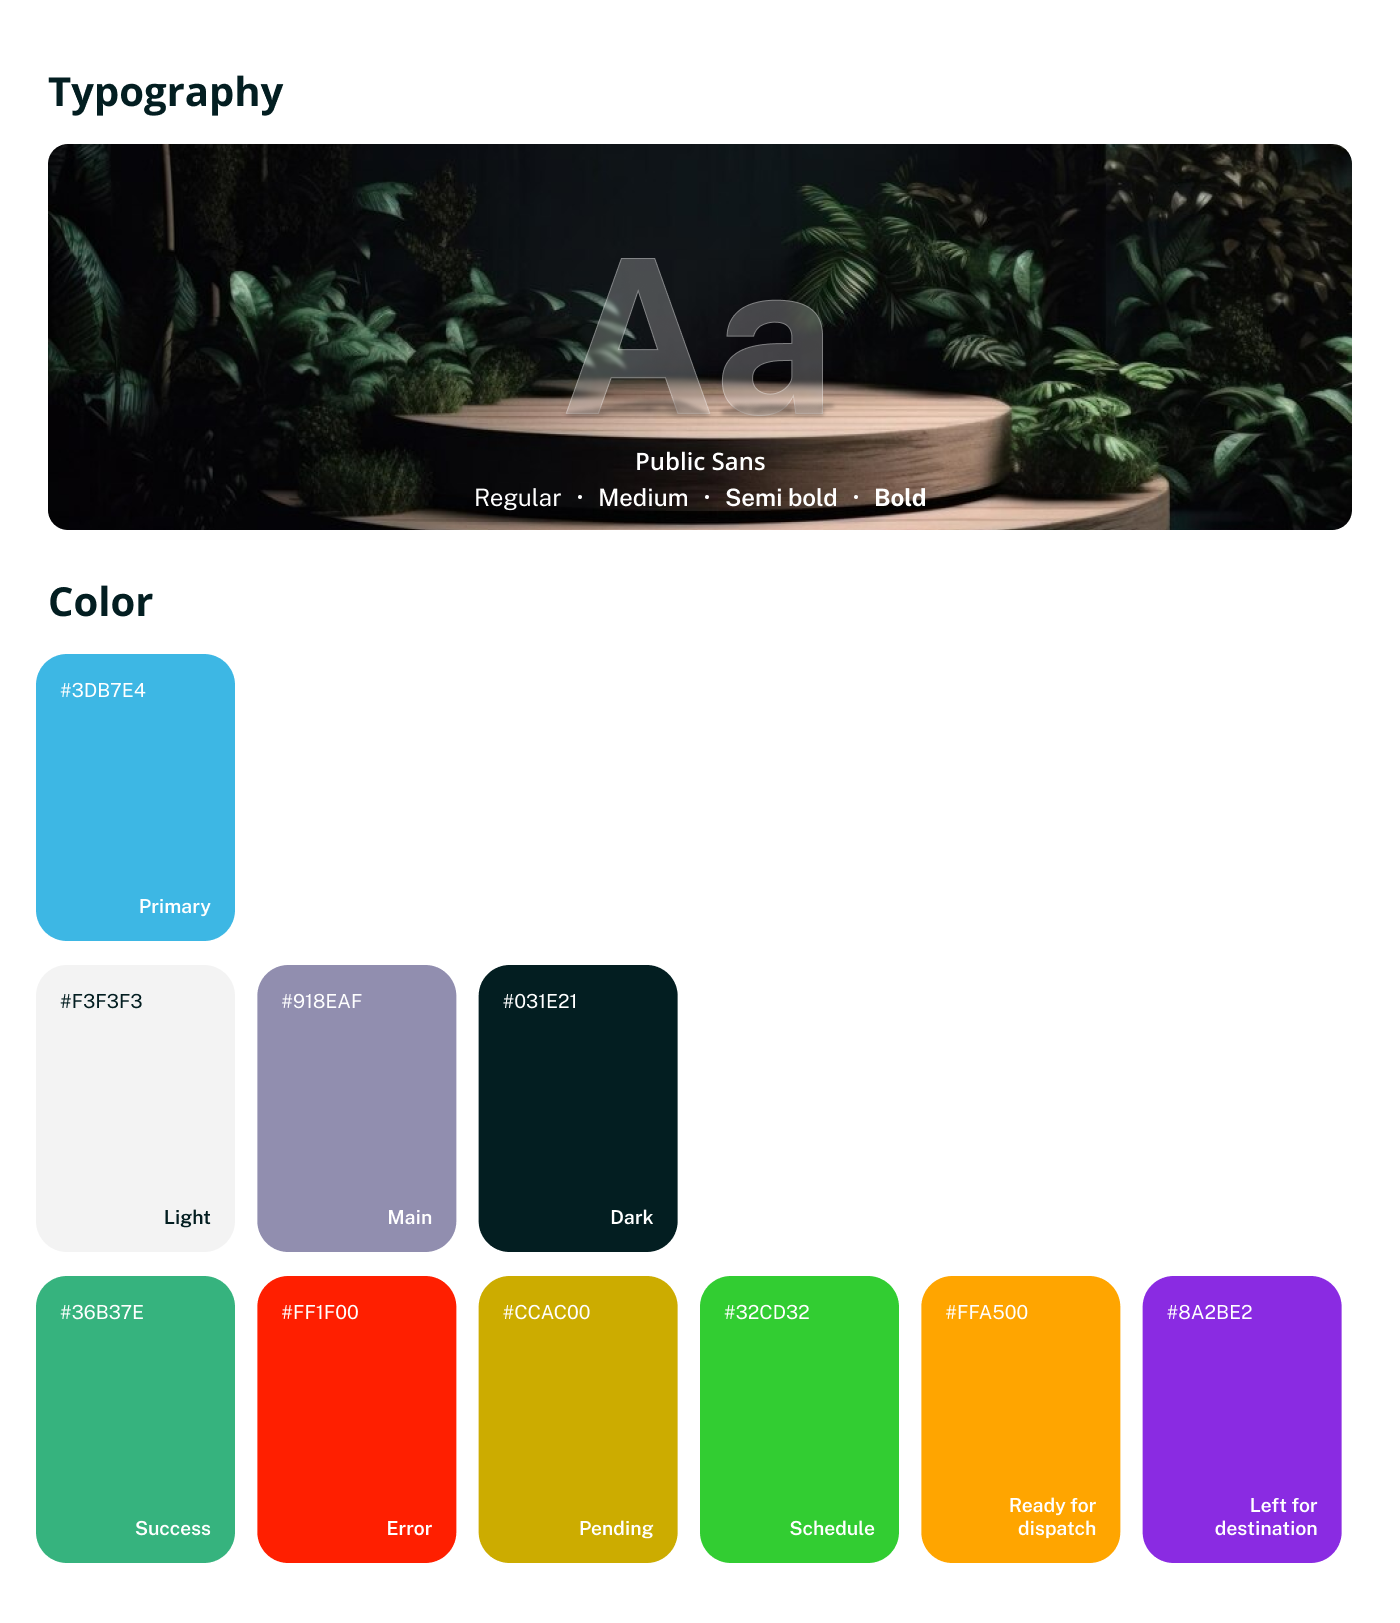 Typography
Aa
Public Sans
Regular • Medium • Semi bold • Bold
Color
#3DB7E4
Primary
#F3F3F3
Light
#918EAF
Main
#031E21
Dark
#36B37E
Success
#FF1F00
Error
#CCAC00
Pending
#32CD32
Schedule
#FFA500
Ready for
dispatch
#8A2BE2
Left for
destination